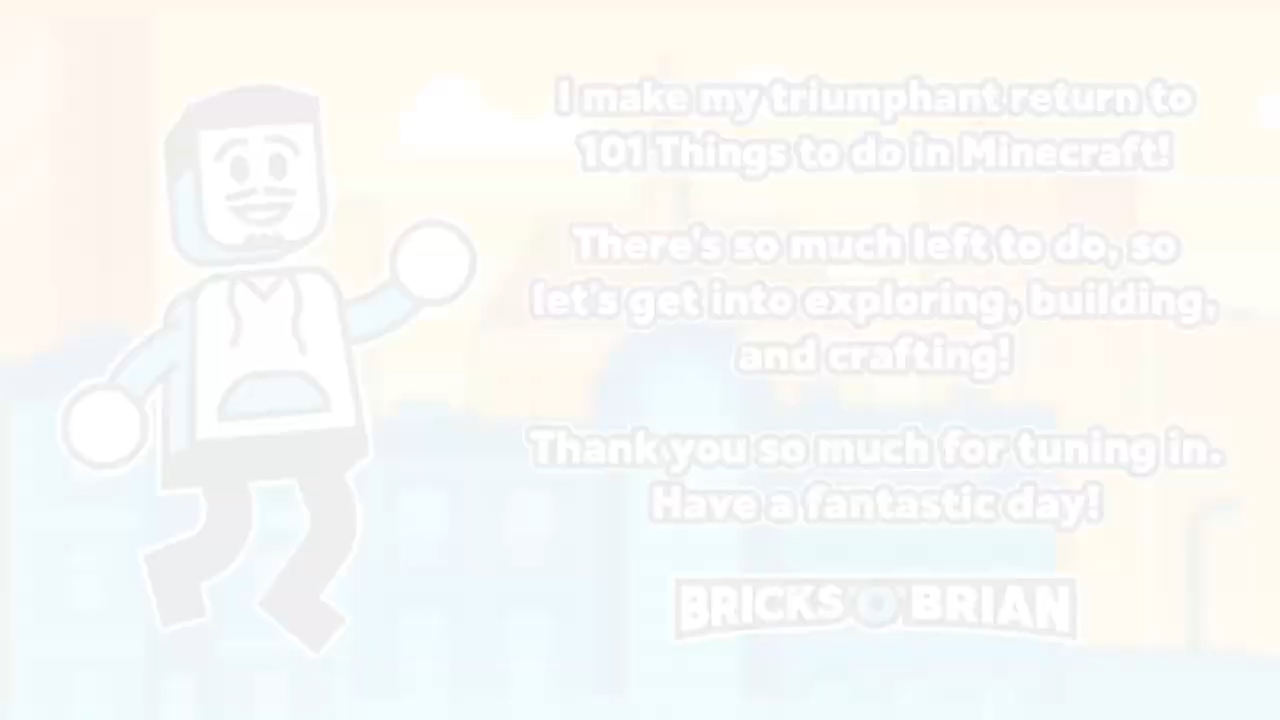 I make my triumphant return to
101 Things to do in Minecraft!
There's so much left to do, so
let's get into exploring, building,
and crafting!
Thank you so much for tuning in.
Have a fantastic day!
BRICKS 'O' BRIAN